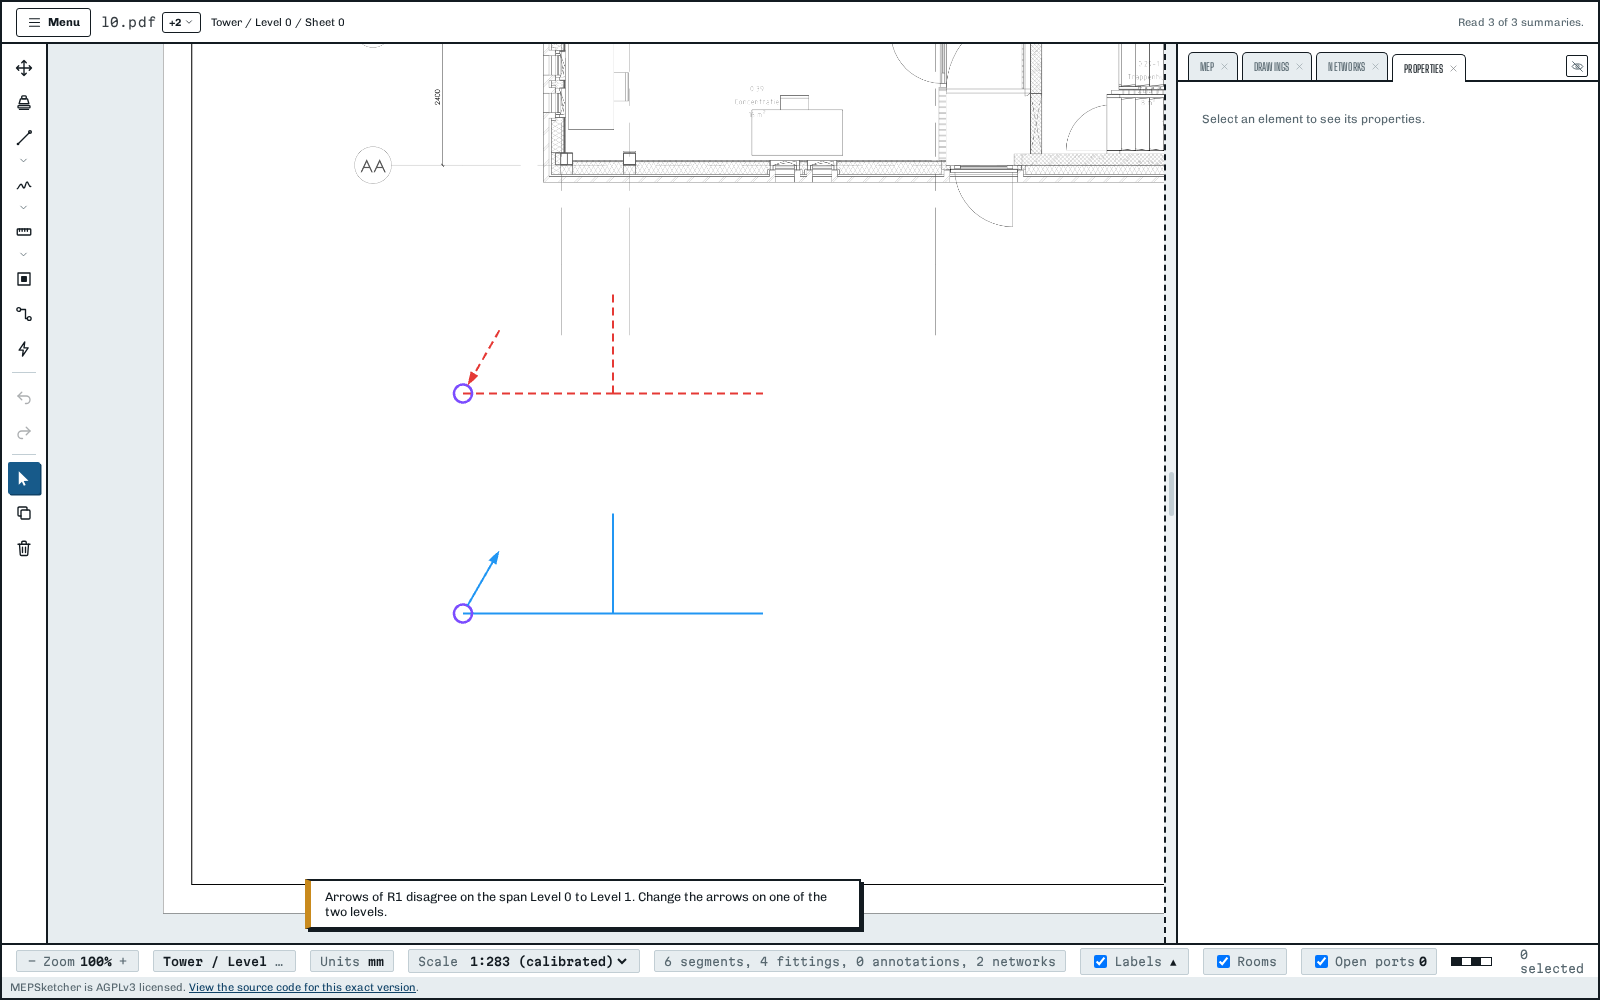 Menu
10.pdf
+2
Tower / Level 0 / Sheet 0
Read 3 of 3 summaries.
MEP
DRAWINGS
NETWORKS
PROPERTIES
Select an element to see its properties.
2400
0.39
Concentratie
AA
Arrows of R1 disagree on the span Level 0 to Level 1. Change the arrows on one of the
two levels.
− Zoom 100% +
Tower / Level …
Units mm
Scale 1:283 (calibrated)
6 segments, 4 fittings, 0 annotations, 2 networks
Labels ▲
Rooms
Open ports 0
0
selected
MEPSketcher is AGPLv3 licensed. View the source code for this exact version.